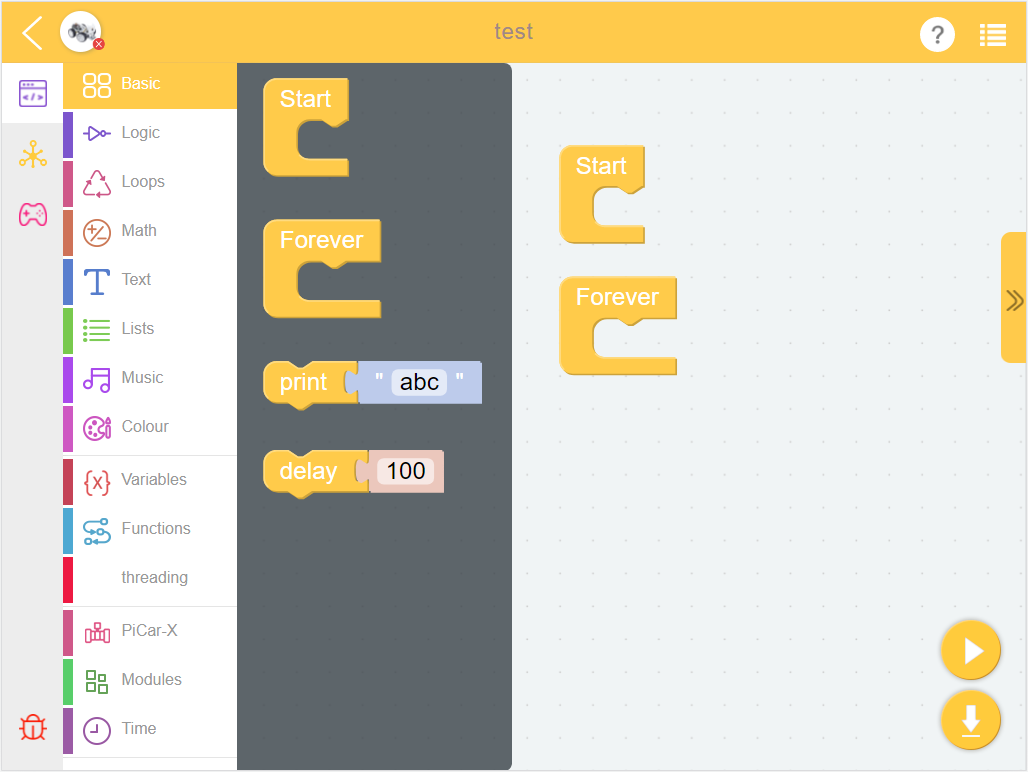 test
?
Basic
Logic
Loops
Math
Text
Lists
Music
Colour
Variables
Functions
threading
PiCar-X
Modules
Time
Start
Forever
print " abc "
delay 100
Start
Forever